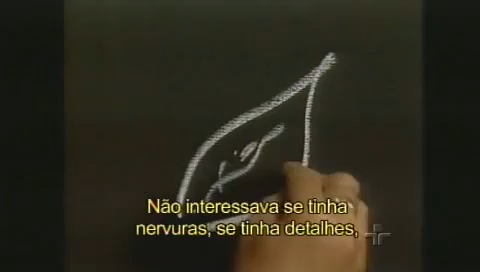 Não interessava se tinha
nervuras, se tinha detalhes,